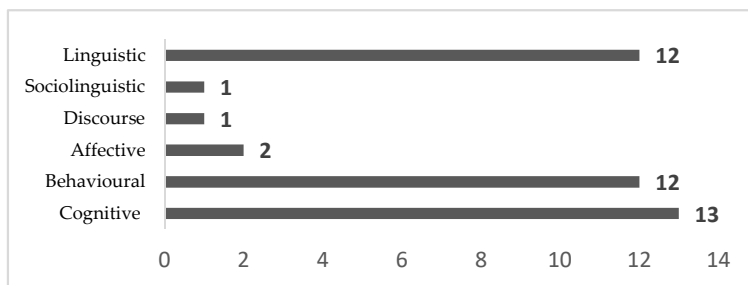 Linguistic 12
Sociolinguistic 1
Discourse 1
Affective 2
Behavioural 12
Cognitive 13
0 2 4 6 8 10 12 14